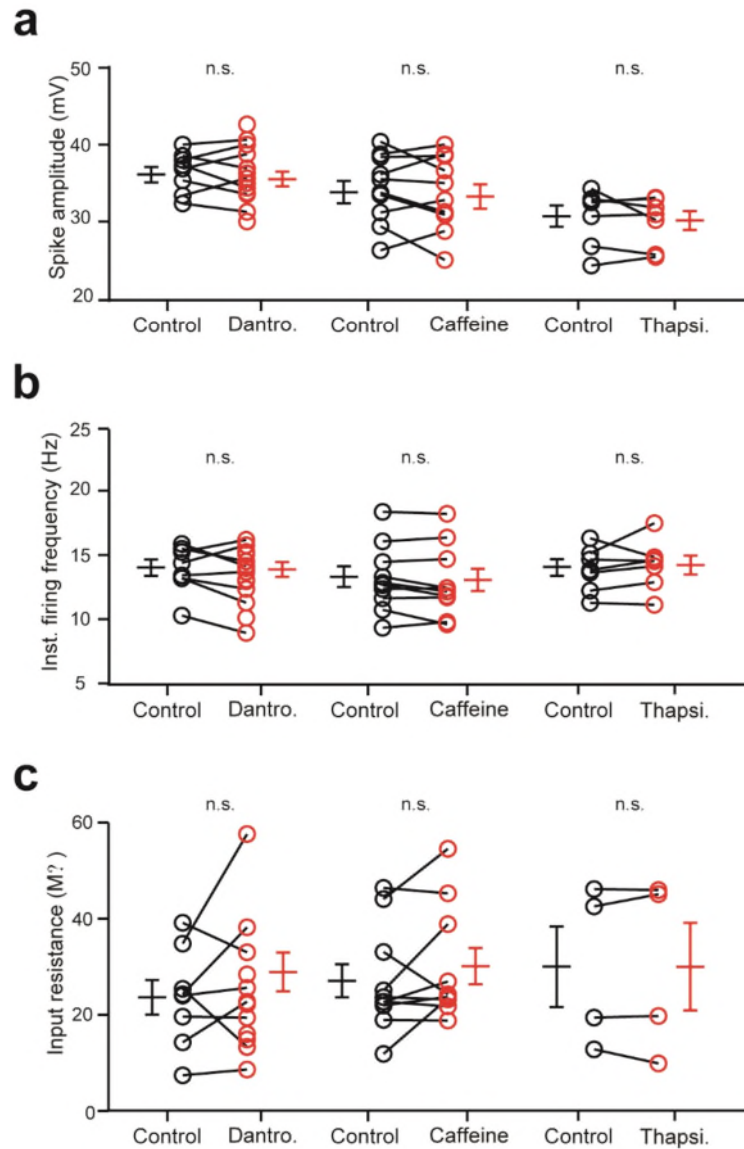 a
n.s. n.s. n.s.
Spike amplitude (mV)
50
40
30
20
Control Dantro. Control Caffeine Control Thapsi.
b
n.s. n.s. n.s.
Inst. firing frequency (Hz)
25
20
15
10
5
Control Dantro. Control Caffeine Control Thapsi.
c
n.s. n.s. n.s.
Input resistance (M?)
60
40
20
0
Control Dantro. Control Caffeine Control Thapsi.